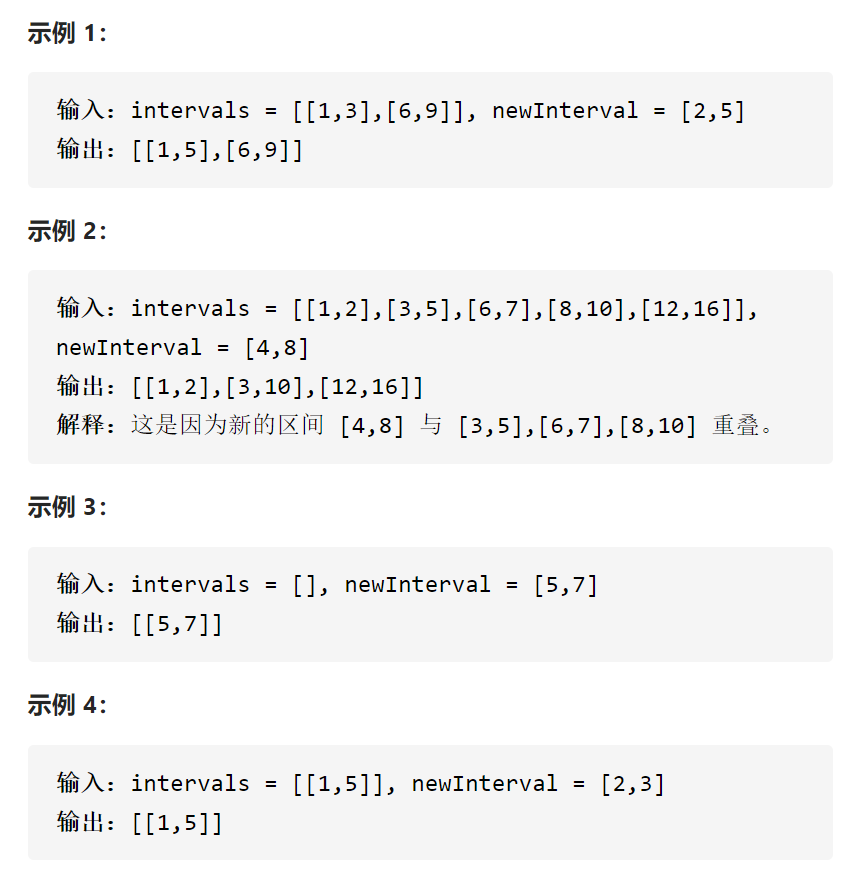 示例 1：
输入：intervals = [[1,3],[6,9]], newInterval = [2,5]
输出：[[1,5],[6,9]]
示例 2：
输入：intervals = [[1,2],[3,5],[6,7],[8,10],[12,16]],
newInterval = [4,8]
输出：[[1,2],[3,10],[12,16]]
解释：这是因为新的区间 [4,8] 与 [3,5],[6,7],[8,10] 重叠。
示例 3：
输入：intervals = [], newInterval = [5,7]
输出：[[5,7]]
示例 4：
输入：intervals = [[1,5]], newInterval = [2,3]
输出：[[1,5]]